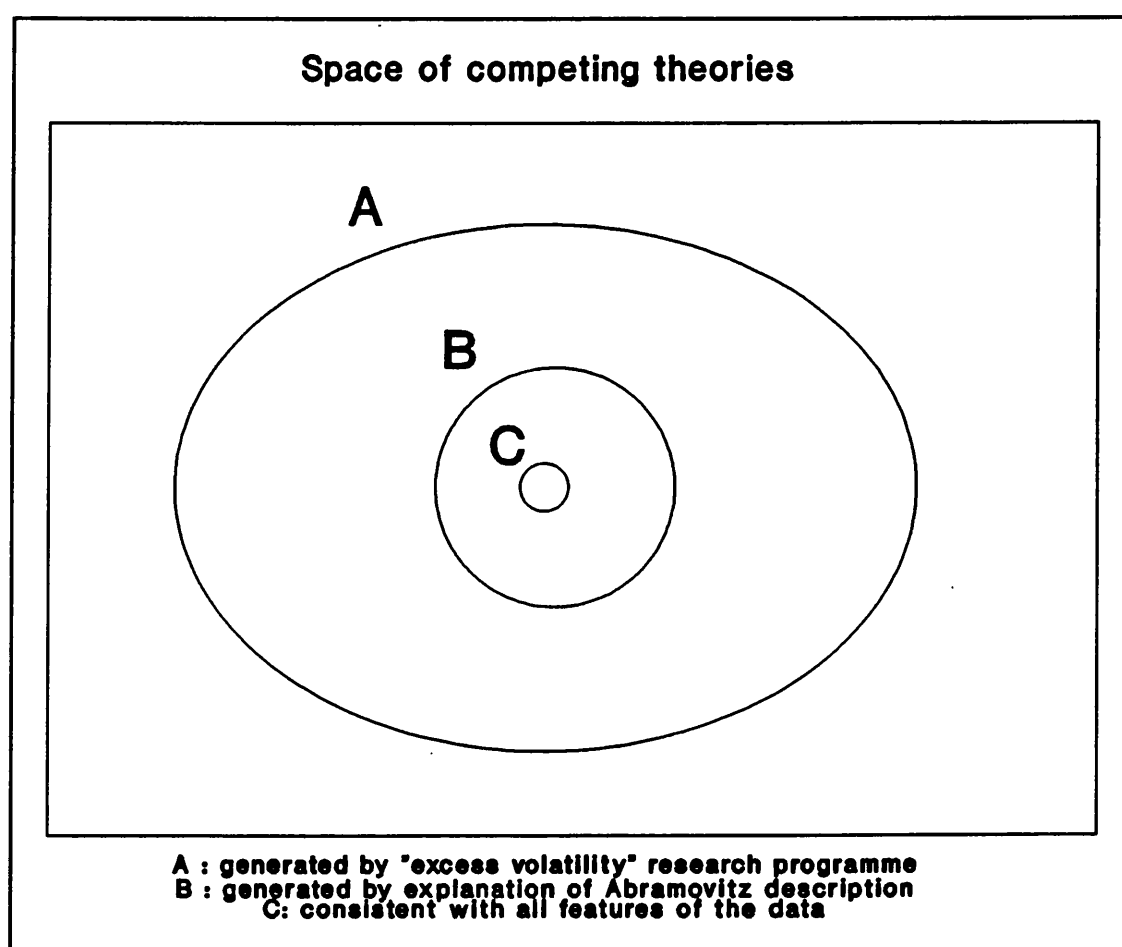 Space of competing theories
A
B
C
A : generated by "excess volatility" research programme
B : generated by explanation of Abramovitz description
C: consistent with all features of the data